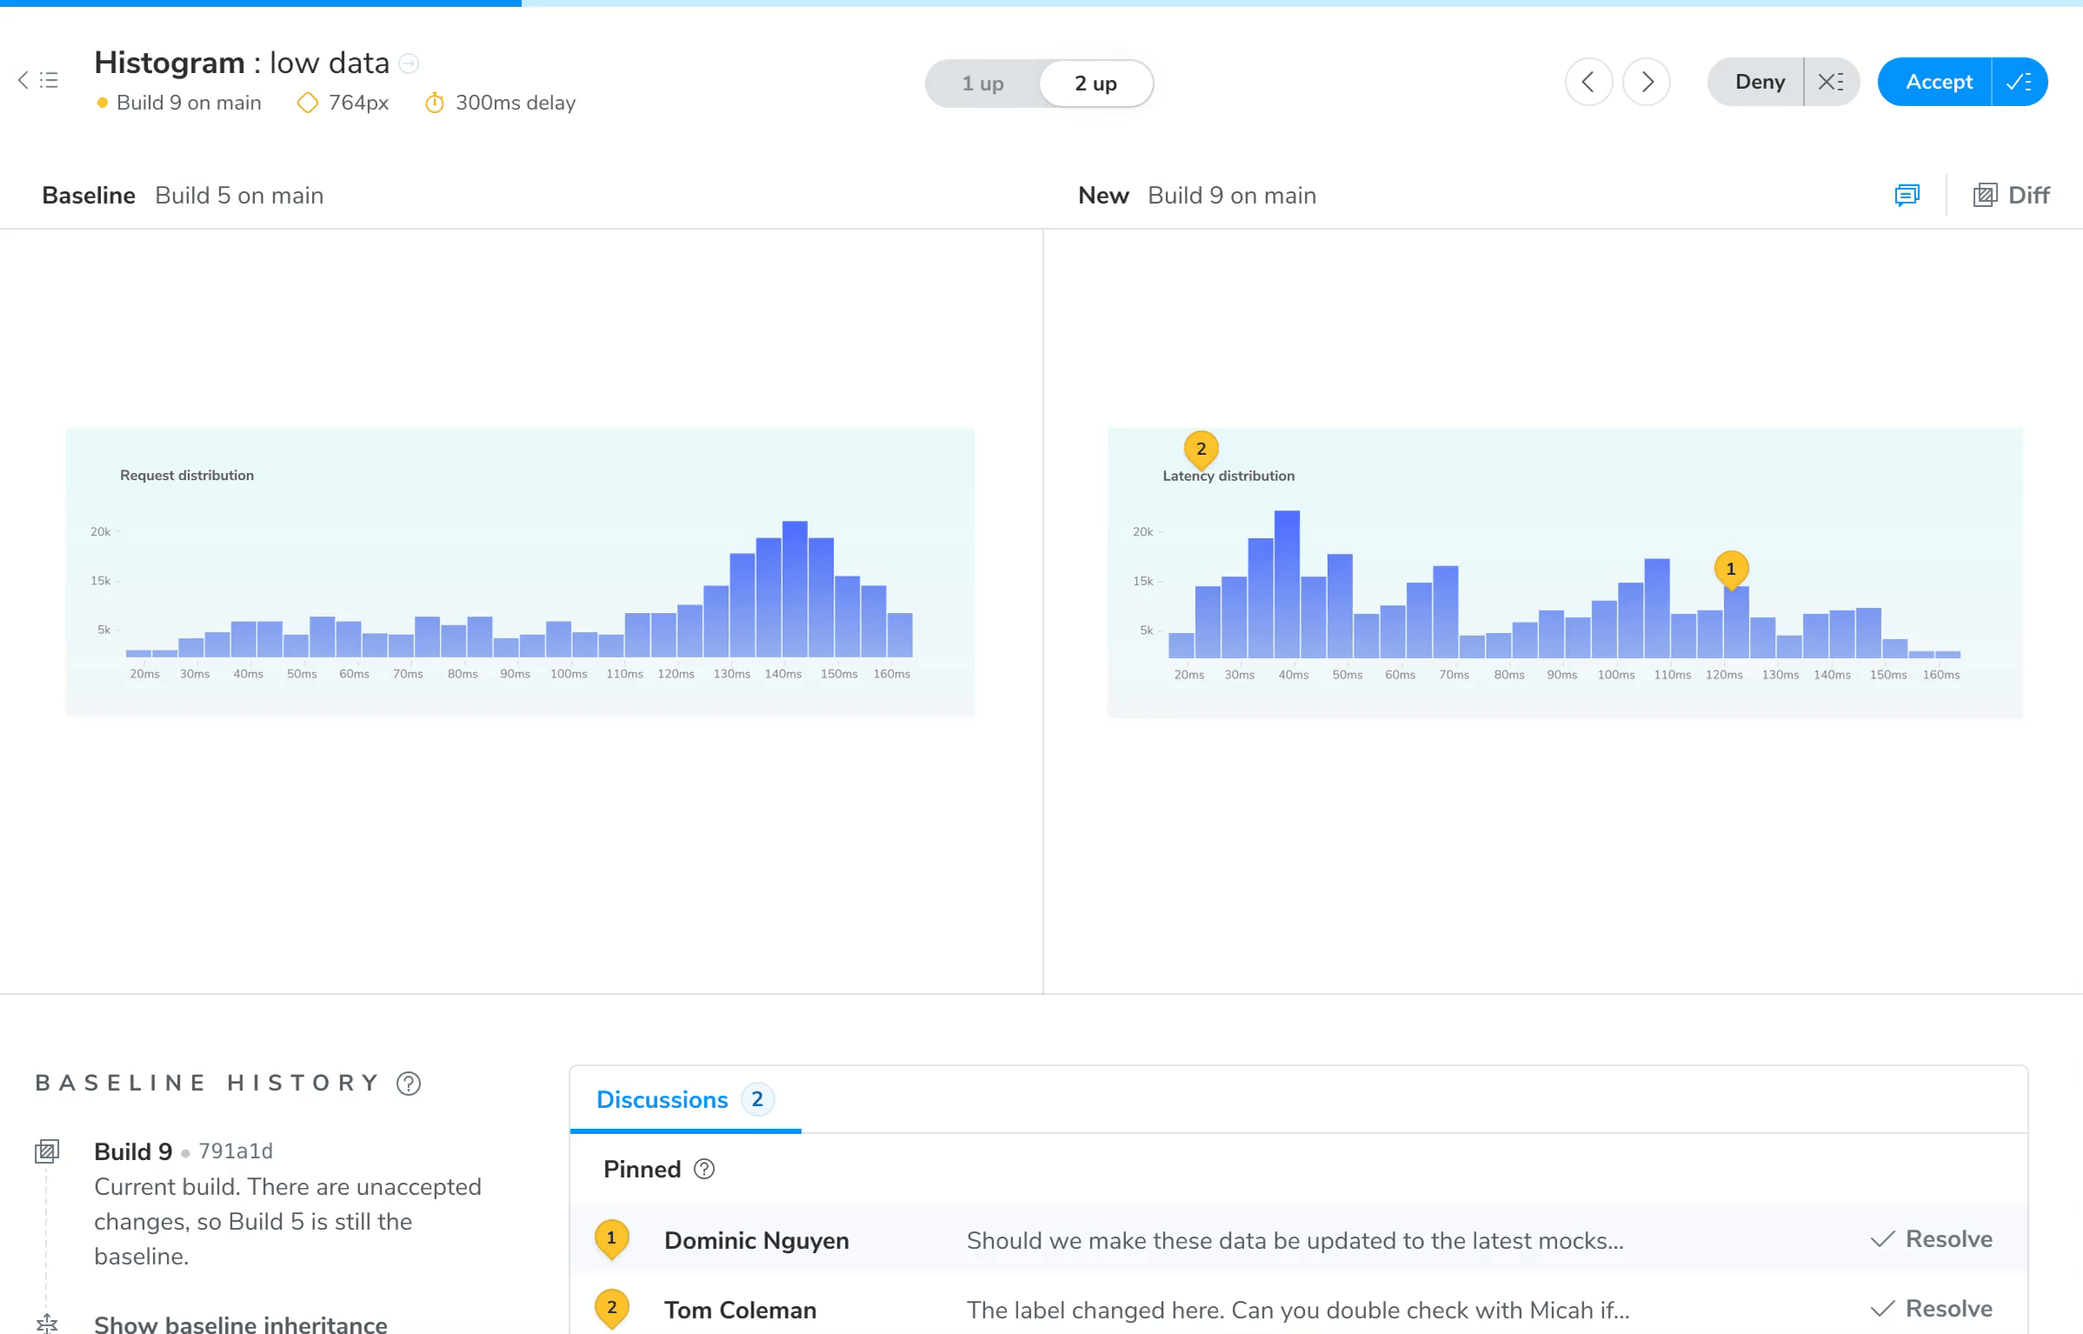 Histogram : low data
Build 9 on main 764px 300ms delay
1 up 2 up
Deny Accept
Baseline Build 5 on main
New Build 9 on main
Diff
Request distribution
20k
15k
5k
20ms 30ms 40ms 50ms 60ms 70ms 80ms 90ms 100ms 110ms 120ms 130ms 140ms 150ms 160ms
2
Latency distribution
20k
15k
1
5k
20ms 30ms 40ms 50ms 60ms 70ms 80ms 90ms 100ms 110ms 120ms 130ms 140ms 150ms 160ms
BASELINE HISTORY ?
Build 9 • 791a1d
Current build. There are unaccepted
changes, so Build 5 is still the
baseline.
Show baseline inheritance
Discussions 2
Pinned ?
1 Dominic Nguyen Should we make these data be updated to the latest mocks... Resolve
2 Tom Coleman The label changed here. Can you double check with Micah if... Resolve